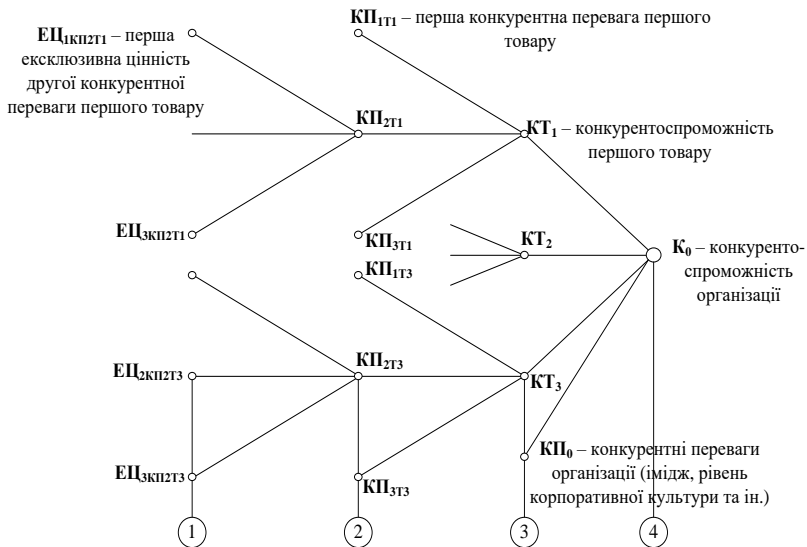 ЕЦ1КП2Т1 – перша
ексклюзивна цінність
другої конкурентної
переваги першого товару
КП1Т1 – перша конкурентна перевага першого
товару
КП2Т1
КТ1 – конкурентоспроможність
першого товару
ЕЦ3КП2Т1
КП3Т1
КТ2
К0 – конкуренто-
спроможність
організації
КП1Т3
КП2Т3
ЕЦ2КП2Т3
КТ3
КП0 – конкурентні переваги
організації (імідж, рівень
корпоративної культури та ін.)
ЕЦ3КП2Т3
КП3Т3
1 2 3 4